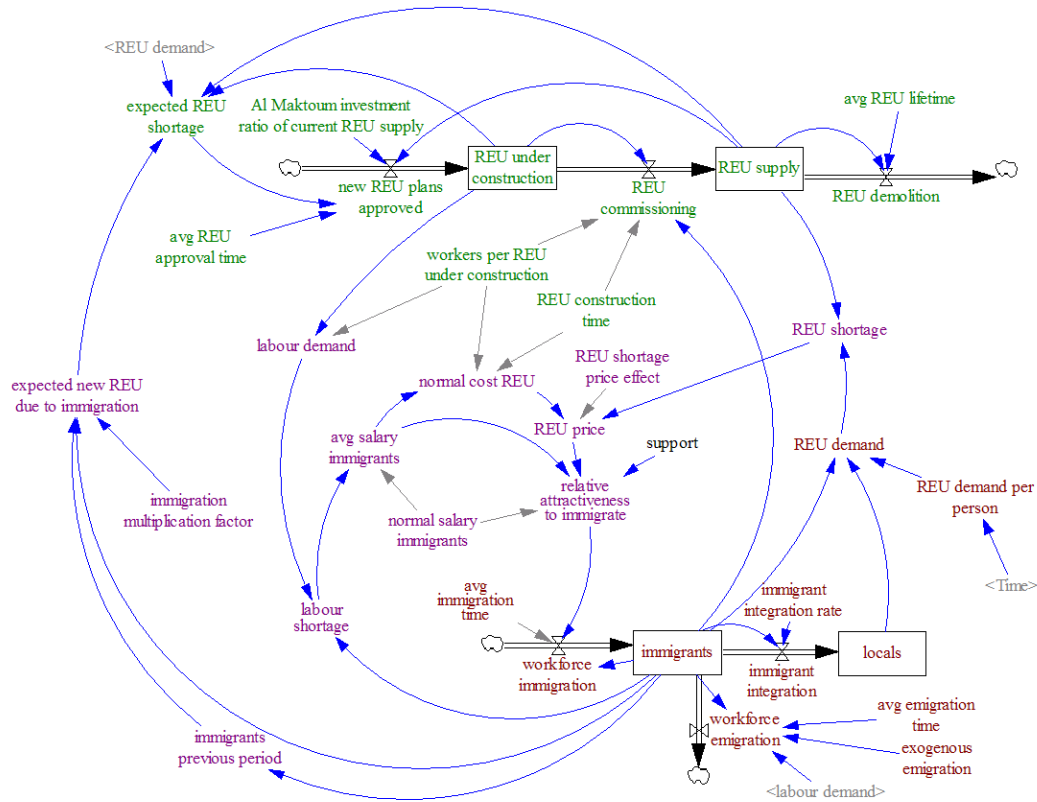 <REU demand>
expected REU
shortage
Al Maktoum investment
ratio of current REU supply
avg REU lifetime
REU under
construction
REU supply
new REU plans
approved
REU
commissioning
REU demolition
avg REU
approval time
workers per REU
under construction
REU construction
time
labour demand
REU shortage
REU shortage
price effect
expected new REU
due to immigration
normal cost REU
REU price
avg salary
immigrants
support
REU demand
relative
attractiveness
to immigrate
REU demand per
person
immigration
multiplication factor
normal salary
immigrants
<Time>
avg
immigration
time
immigrant
integration rate
labour
shortage
immigrants
locals
workforce
immigration
immigrant
integration
avg emigration
time
workforce
emigration
exogenous
emigration
immigrants
previous period
<labour demand>